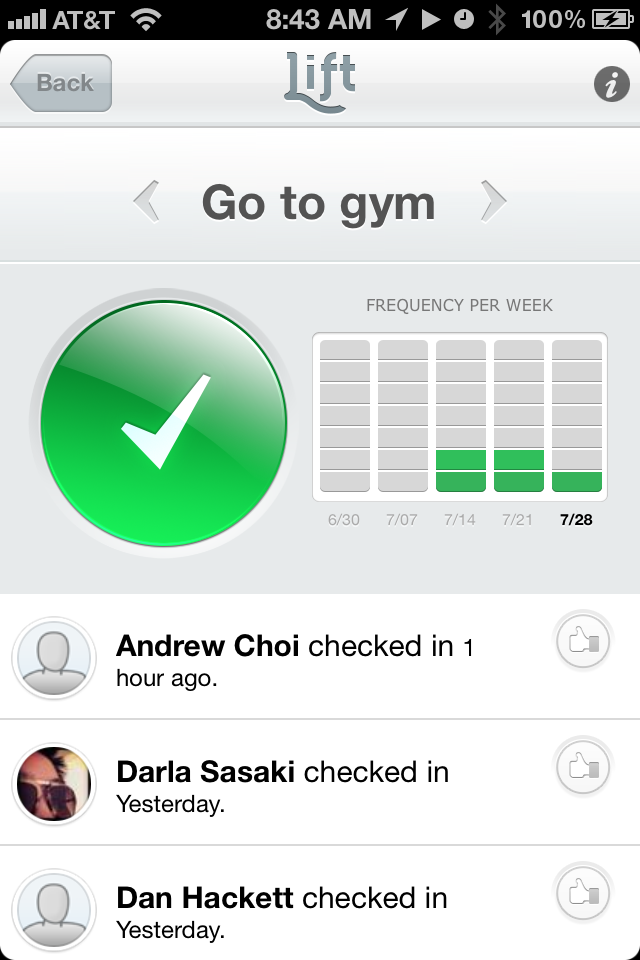 AT&T 8:43 AM 100%
Back Lift i
Go to gym
FREQUENCY PER WEEK
6/30 7/07 7/14 7/21 7/28
Andrew Choi checked in 1
hour ago.
Darla Sasaki checked in
Yesterday.
Dan Hackett checked in
Yesterday.